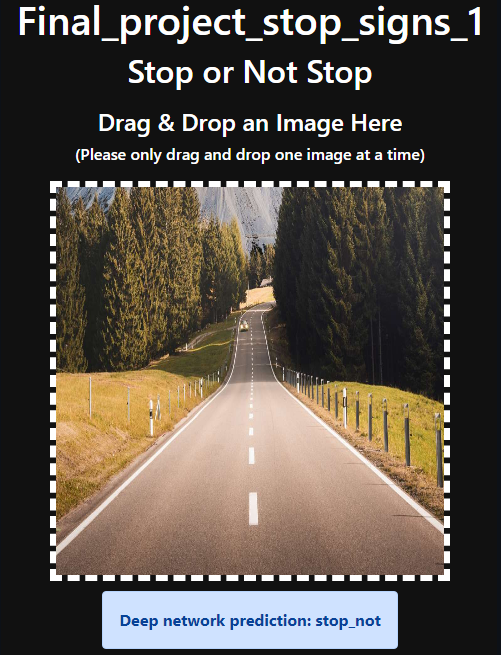 Final_project_stop_signs_1
Stop or Not Stop
Drag & Drop an Image Here
(Please only drag and drop one image at a time)
Deep network prediction: stop_not